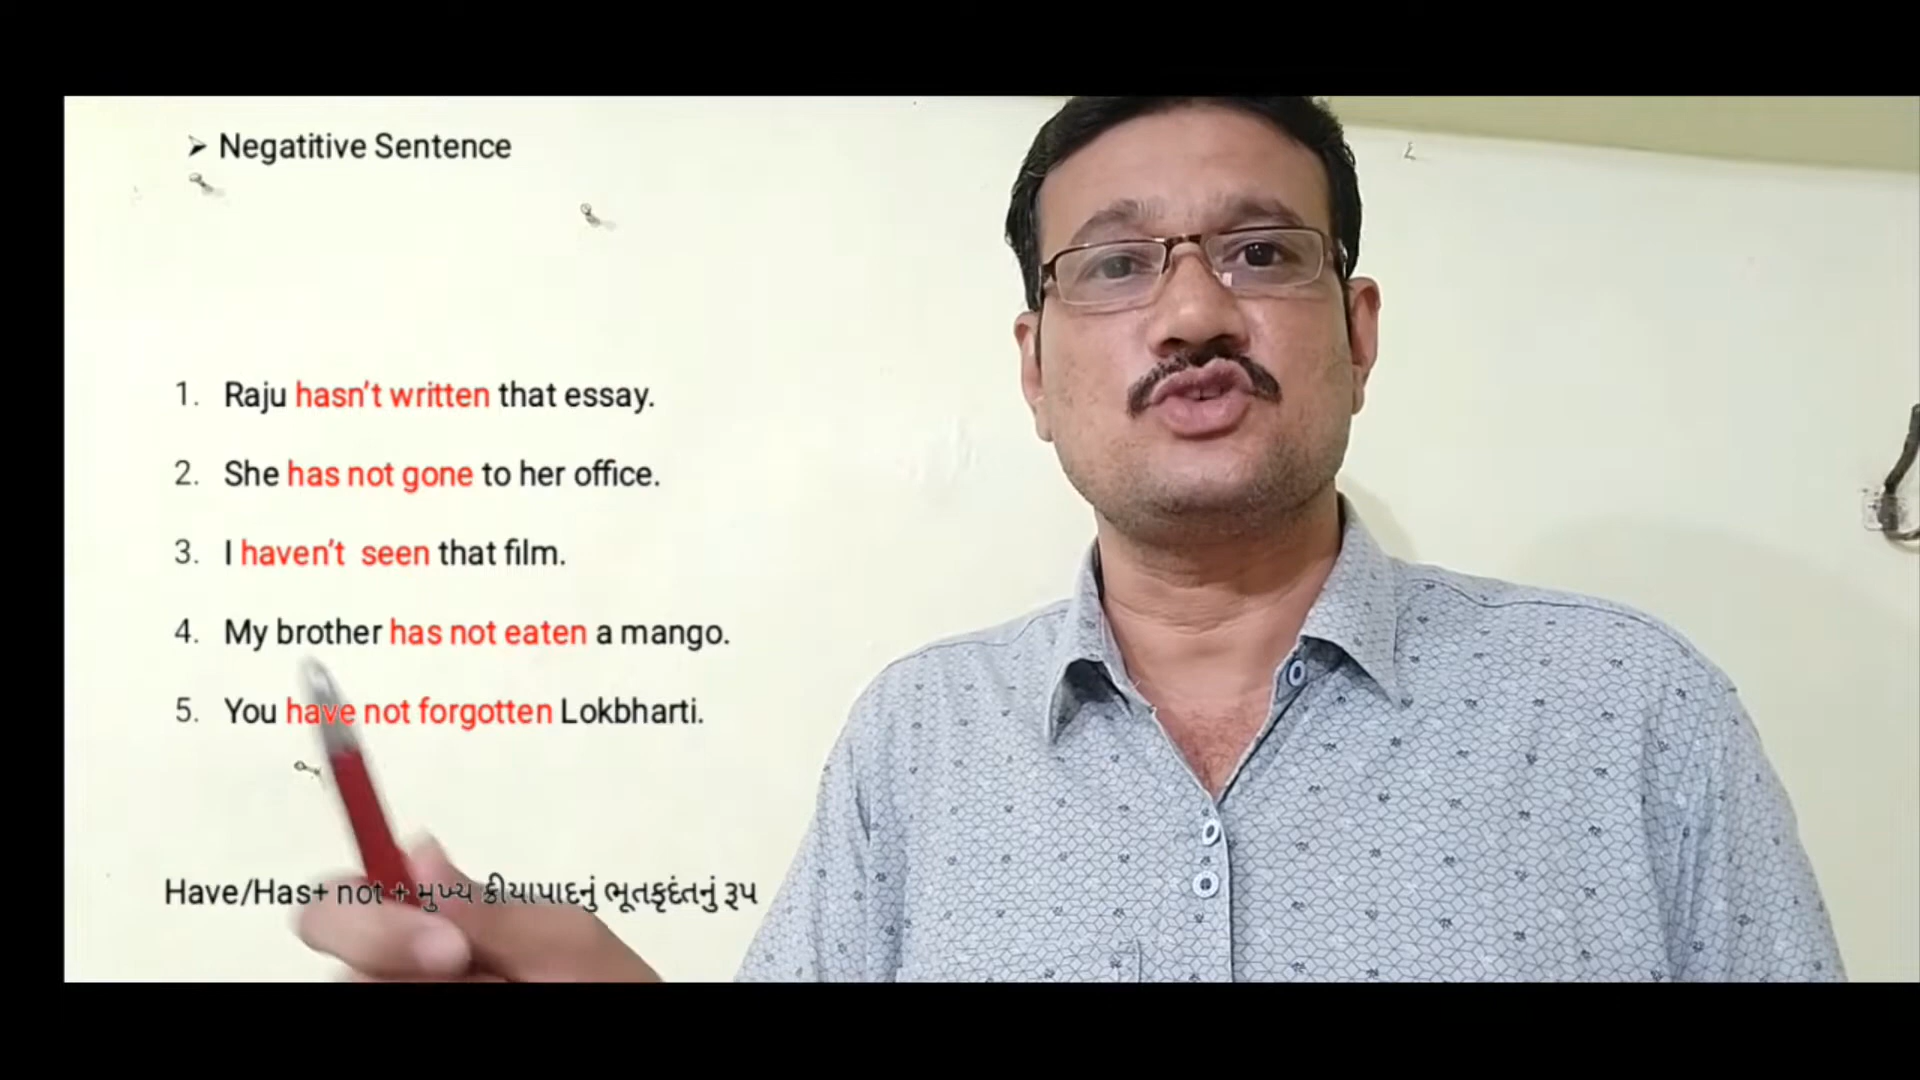 ➢ Negatitive Sentence
1. Raju hasn't written that essay.
2. She has not gone to her office.
3. I haven't seen that film.
4. My brother has not eaten a mango.
5. You have not forgotten Lokbharti.
Have/Has+ not + મુખ્ય ક્રીયાપાદનું ભૂતકૃદંતનું રૂપ